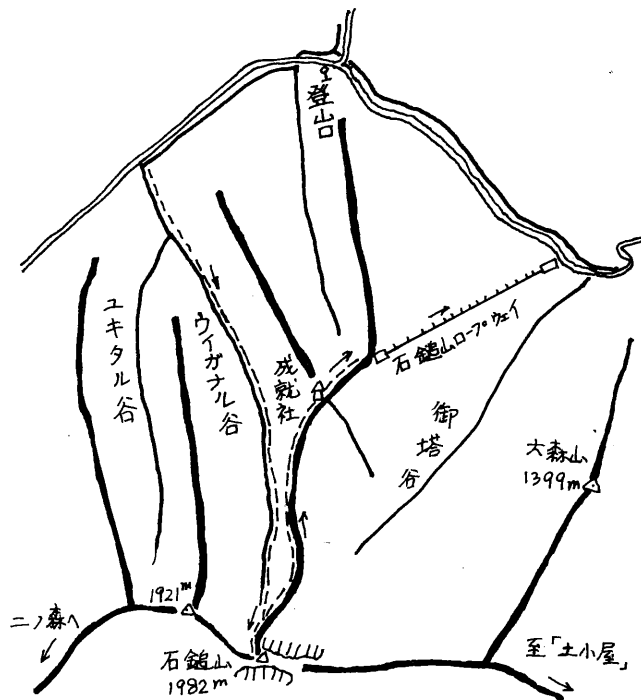 登山口
ユキタル谷
ウイガナル谷
成就社
石鎚山ロープウェイ
御塔谷
大森山
1399m
1921m
二ノ森へ
石鎚山
1982m
至「土小屋」